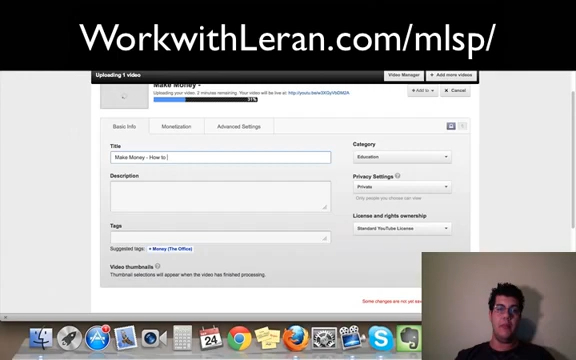 WorkwithLeran.com/mlsp/
Uploading 1 video
Video Manager
+ Add more videos
Make Money -
Uploading your video. 2 minutes remaining. Your video will be live at:
31%
+ Add to
× Cancel
Basic Info
Monetization
Advanced Settings
Title
Make Money - How to
Description
Tags
Suggested tags: + Money (The Office)
Video thumbnails
Thumbnail selections will appear when the video has finished processing.
Category
Education
Privacy Settings
Private
Only people you choose can view
License and rights ownership
Standard YouTube License
Some changes are not yet
24